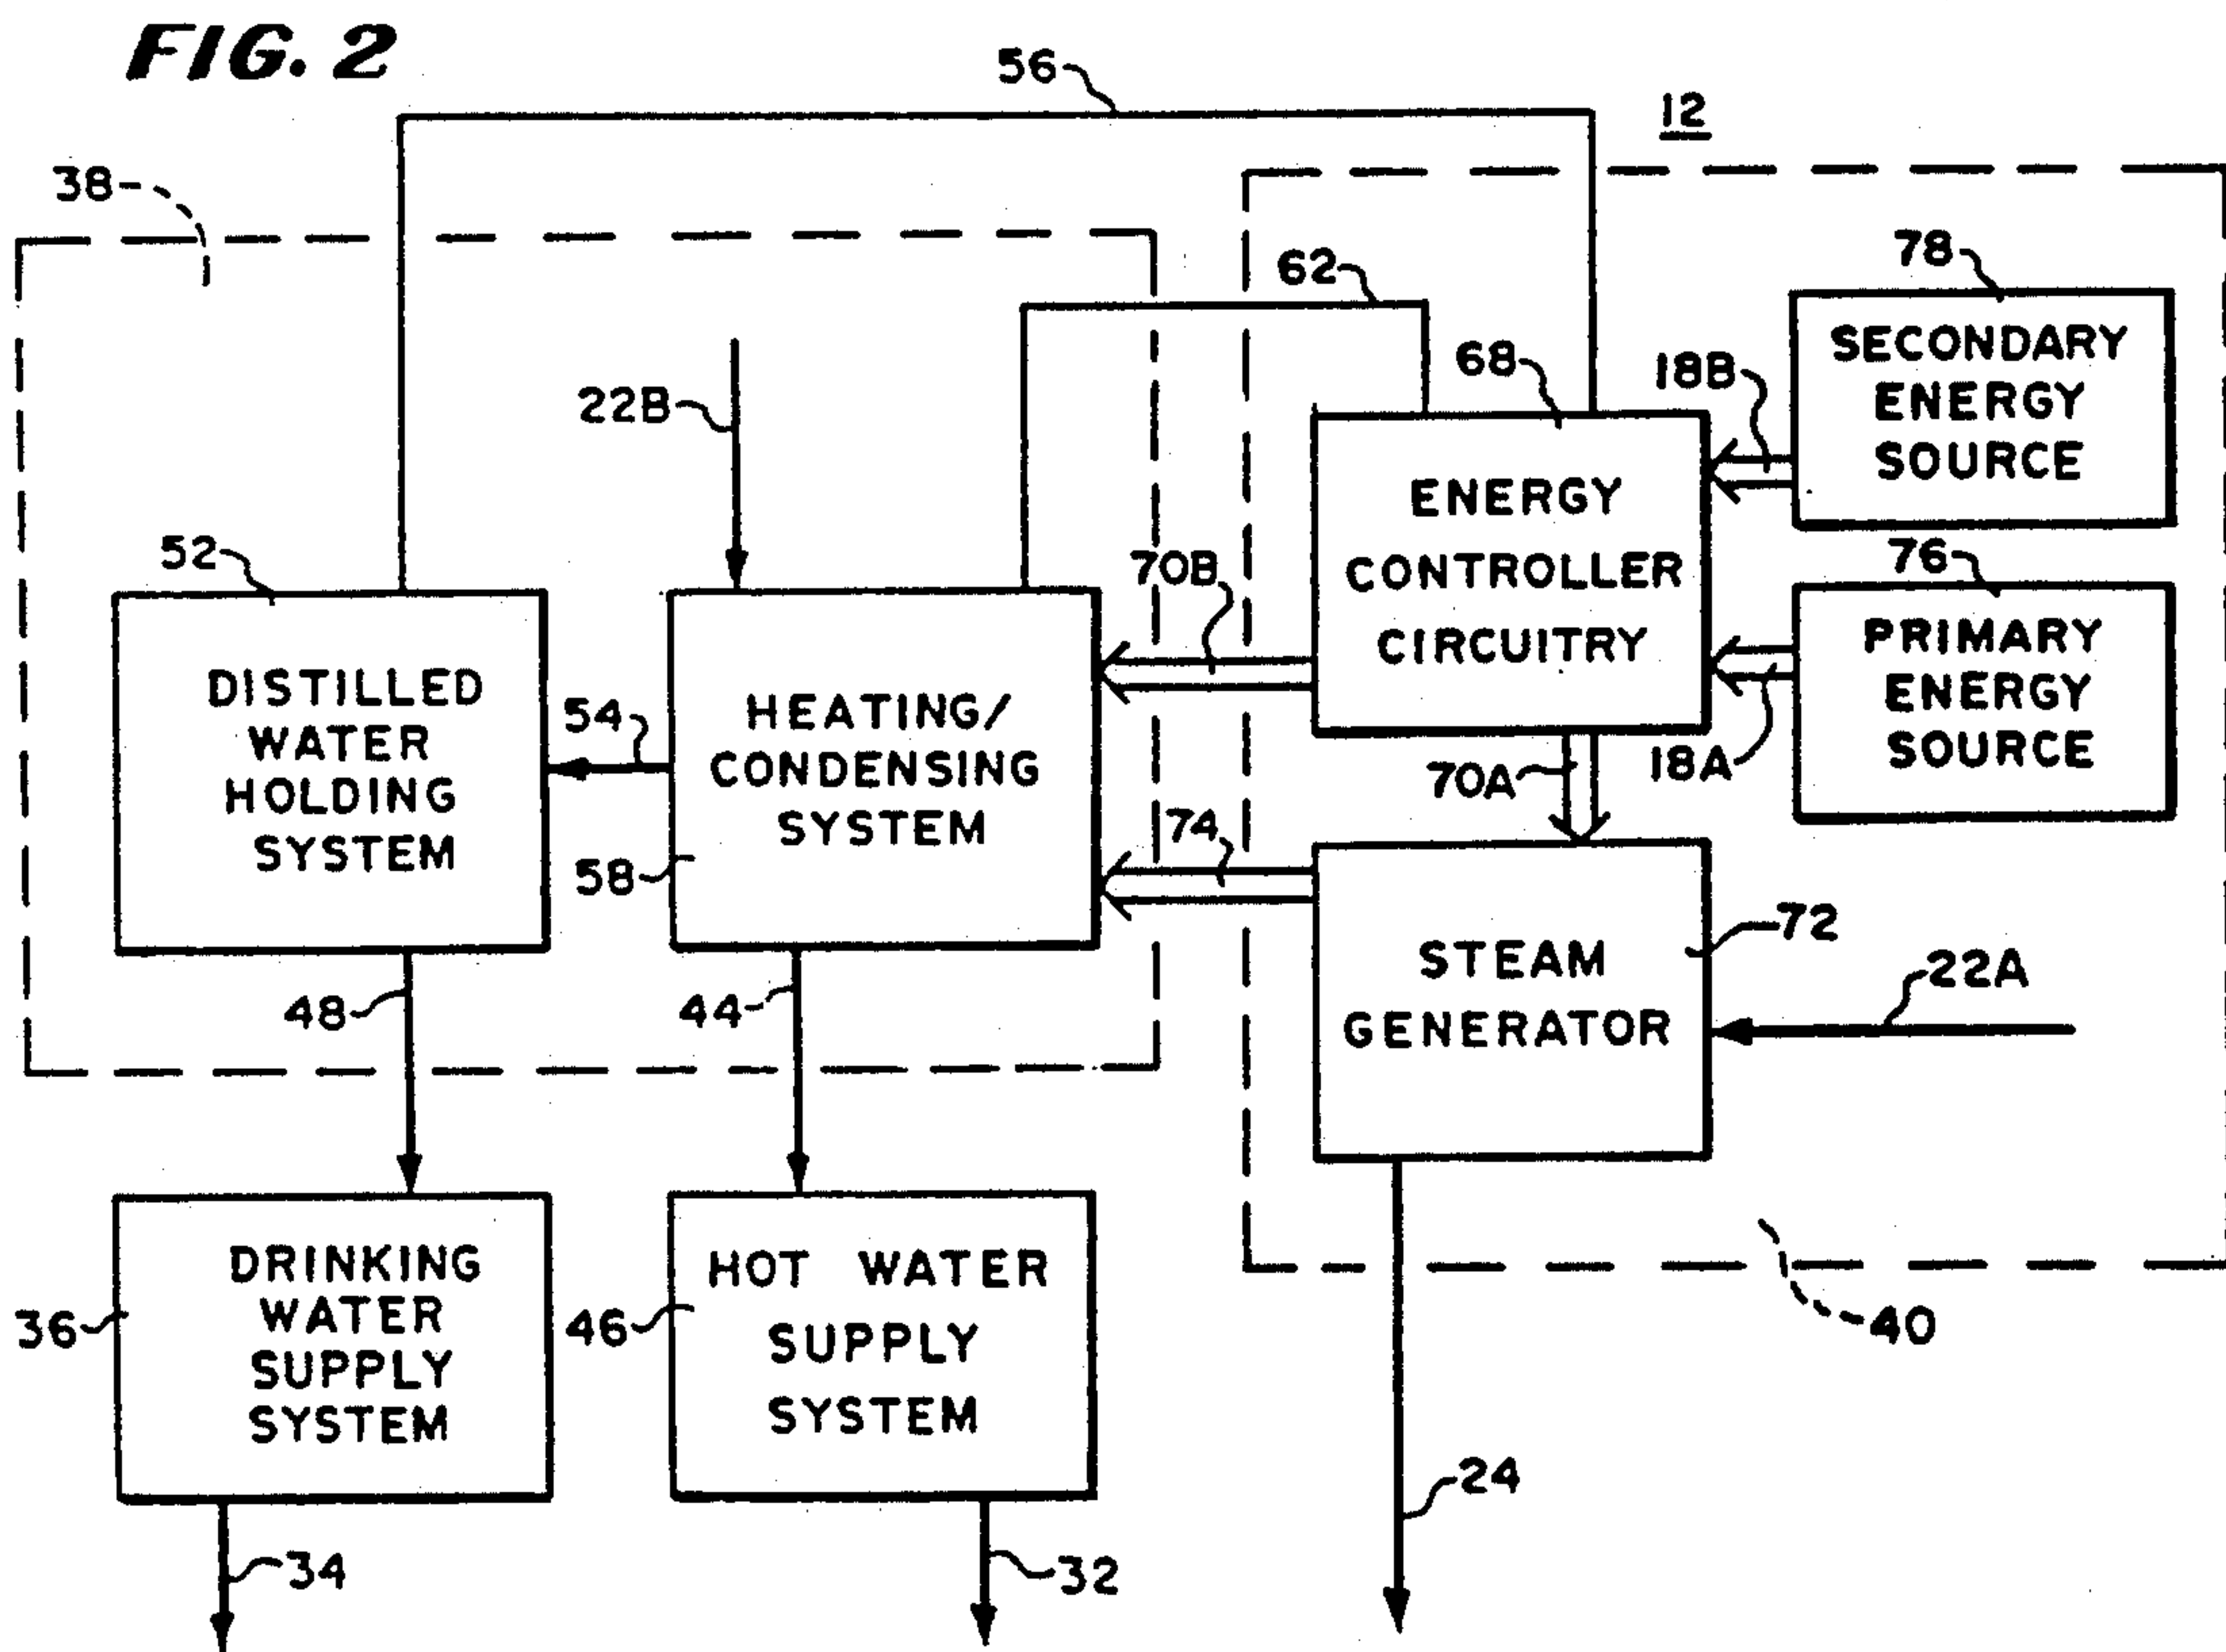 FIG. 2
56
12
38
78
62
SECONDARY
ENERGY
SOURCE
68
18B
22B
ENERGY
CONTROLLER
CIRCUITRY
52
70B
76
PRIMARY
ENERGY
SOURCE
DISTILLED
WATER
HOLDING
SYSTEM
54
HEATING/
CONDENSING
SYSTEM
70A
18A
58
74
72
STEAM
GENERATOR
22A
48
44
DRINKING
WATER
SUPPLY
SYSTEM
36
HOT WATER
SUPPLY
SYSTEM
46
40
24
34
32